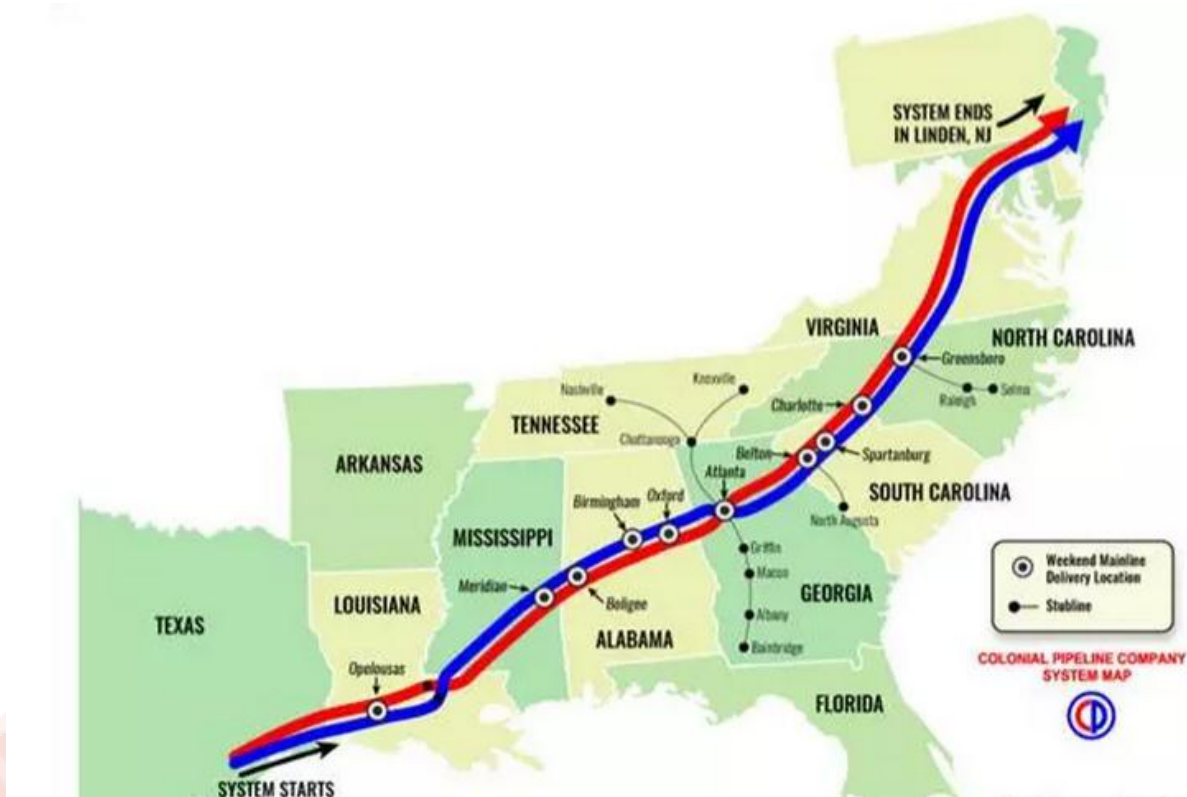 SYSTEM ENDS
IN LINDEN, NJ
VIRGINIA
NORTH CAROLINA
Greensboro
Nashville
Knoxville
Raleigh
Selma
Charlotte
TENNESSEE
Chattanooga
Belton
Spartanburg
ARKANSAS
Atlanta
SOUTH CAROLINA
Birmingham
Oxford
North Augusta
MISSISSIPPI
Griffin
Weekend Mainline
Delivery Location
Meridian
Macon
GEORGIA
Boligee
LOUISIANA
Stubline
TEXAS
Albany
ALABAMA
Bainbridge
Opelousas
COLONIAL PIPELINE COMPANY
SYSTEM MAP
FLORIDA
CP
SYSTEM STARTS